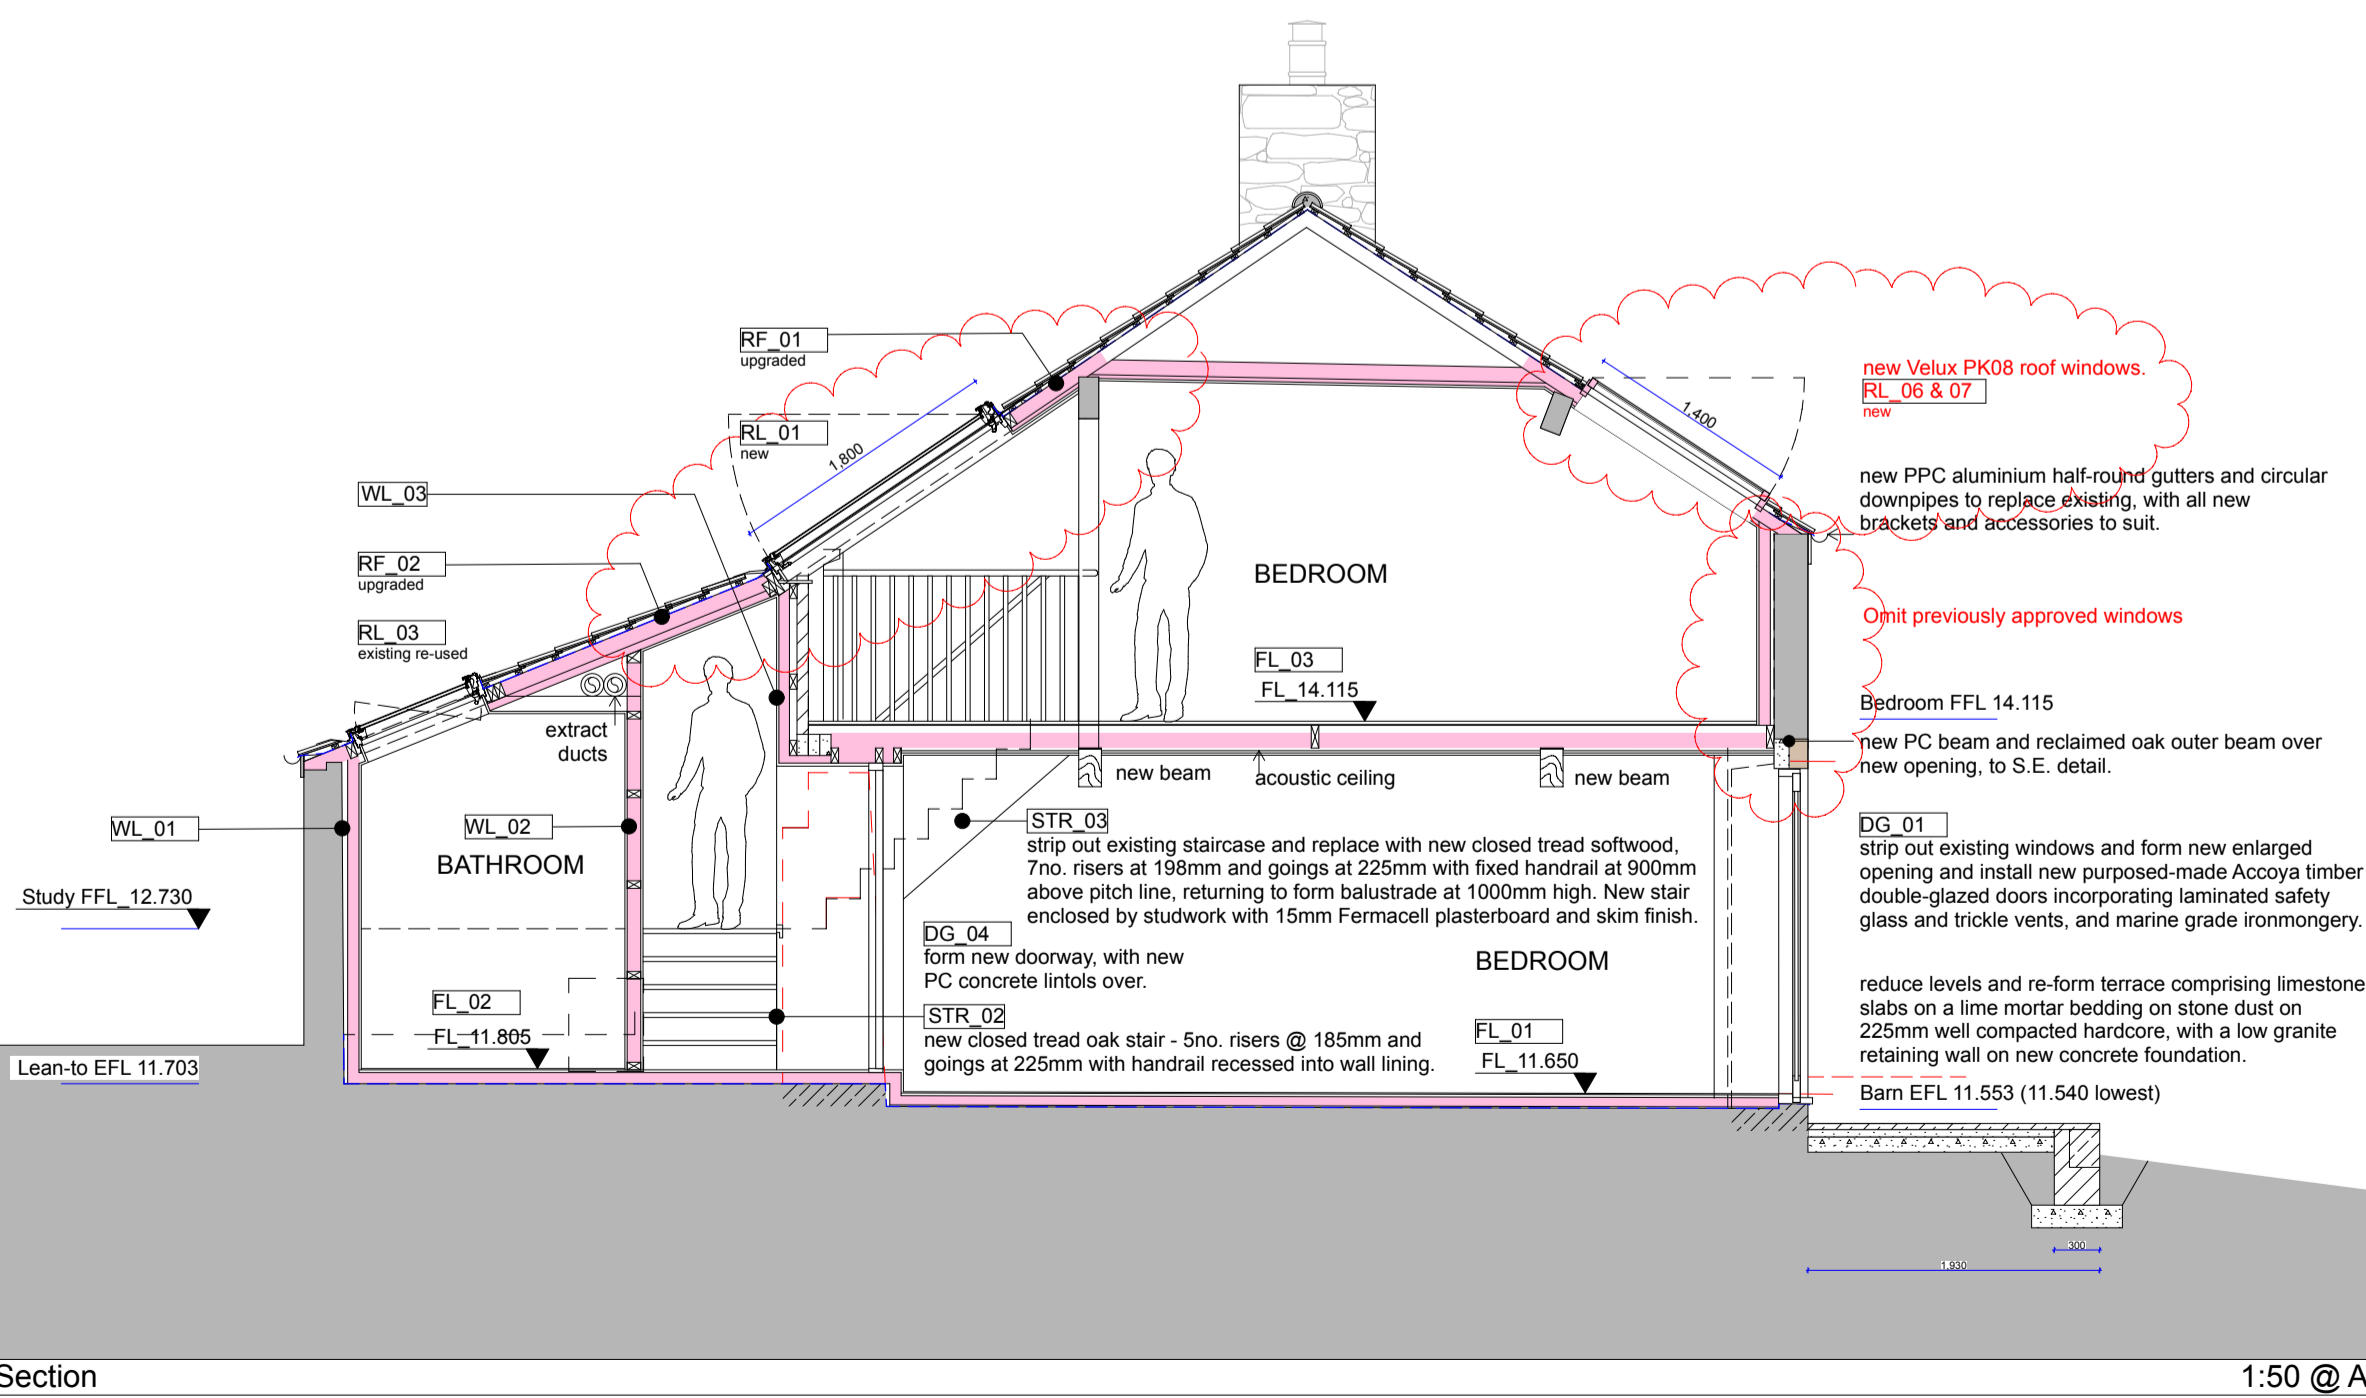 RF_01
upgraded
RL_01
new
1,800
WL_03
RF_02
upgraded
RL_03
existing re-used
extract
ducts
WL_01
WL_02
BATHROOM
Study FFL_12.730
FL_02
FL_11.805
Lean-to EFL 11.703
BEDROOM
FL_03
FL_14.115
new beam
acoustic ceiling
new beam
STR_03
strip out existing staircase and replace with new closed tread softwood,
7no. risers at 198mm and goings at 225mm with fixed handrail at 900mm
above pitch line, returning to form balustrade at 1000mm high. New stair
enclosed by studwork with 15mm Fermacell plasterboard and skim finish.
DG_04
form new doorway, with new
PC concrete lintols over.
STR_02
new closed tread oak stair - 5no. risers @ 185mm and
goings at 225mm with handrail recessed into wall lining.
BEDROOM
FL_01
FL_11.650
1,400
new Velux PK08 roof windows.
RL_06 & 07
new
new PPC aluminium half-round gutters and circular
downpipes to replace existing, with all new
brackets and accessories to suit.
Omit previously approved windows
Bedroom FFL 14.115
new PC beam and reclaimed oak outer beam over
new opening, to S.E. detail.
DG_01
strip out existing windows and form new enlarged
opening and install new purposed-made Accoya timber
double-glazed doors incorporating laminated safety
glass and trickle vents, and marine grade ironmongery.
reduce levels and re-form terrace comprising limestone
slabs on a lime mortar bedding on stone dust on
225mm well compacted hardcore, with a low granite
retaining wall on new concrete foundation.
Barn EFL 11.553 (11.540 lowest)
300
1,930
Section
1:50 @ A